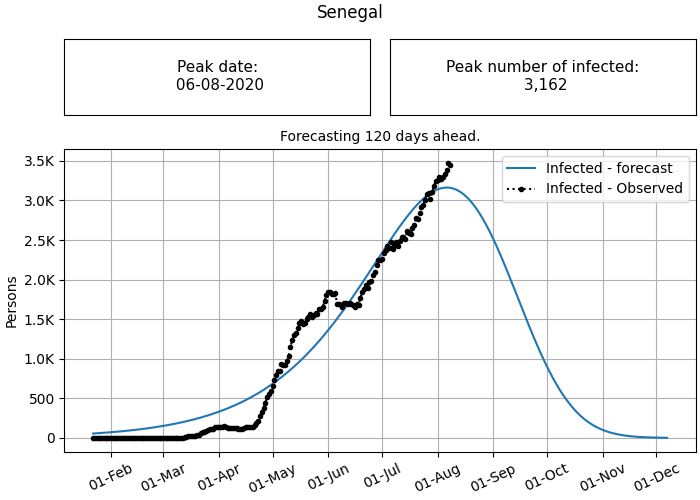 Senegal
Peak date:
06-08-2020
Peak number of infected:
3,162
Forecasting 120 days ahead.
3.5K
3.0K
2.5K
2.0K
1.5K
1.0K
500
0
Persons
Infected - forecast
Infected - Observed
01-Feb
01-Mar
01-Apr
01-May
01-Jun
01-Jul
01-Aug
01-Sep
01-Oct
01-Nov
01-Dec